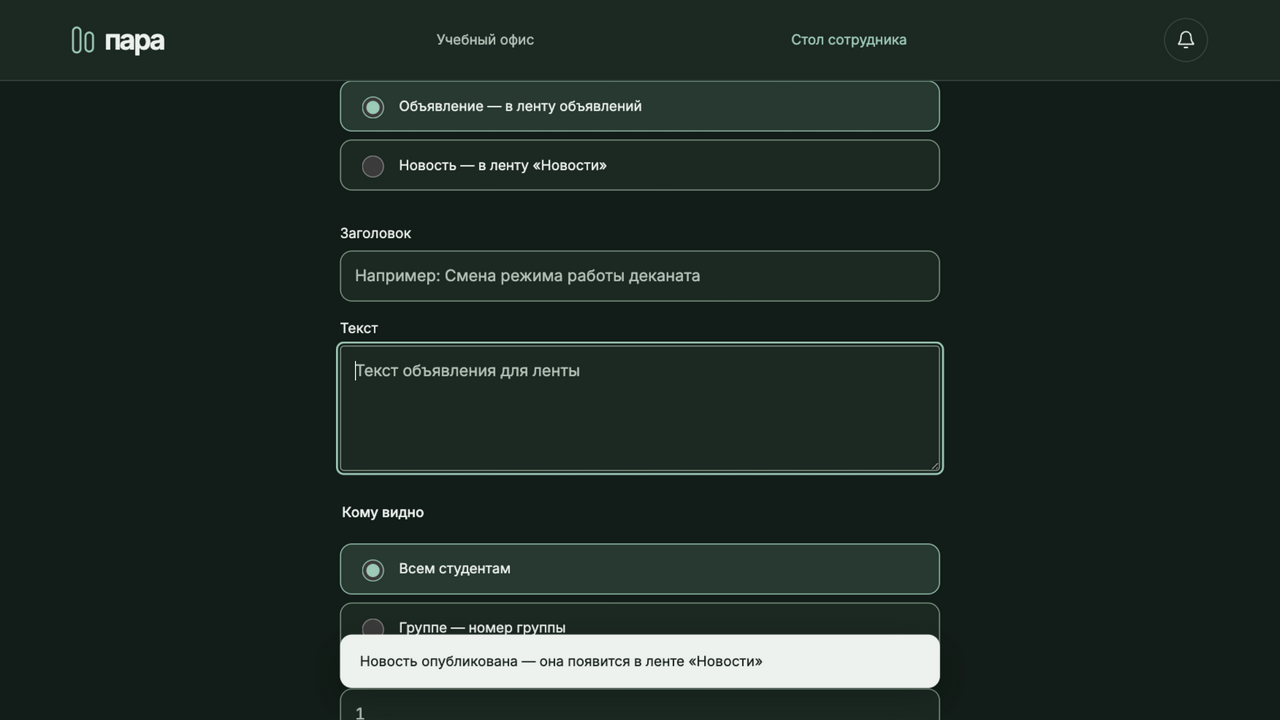 пара
Учебный офис
Стол сотрудника
Объявление — в ленту объявлений
Новость — в ленту «Новости»
Заголовок
Например: Смена режима работы деканата
Текст
Текст объявления для ленты
Кому видно
Всем студентам
Группе — номер группы
Новость опубликована — она появится в ленте «Новости»
1